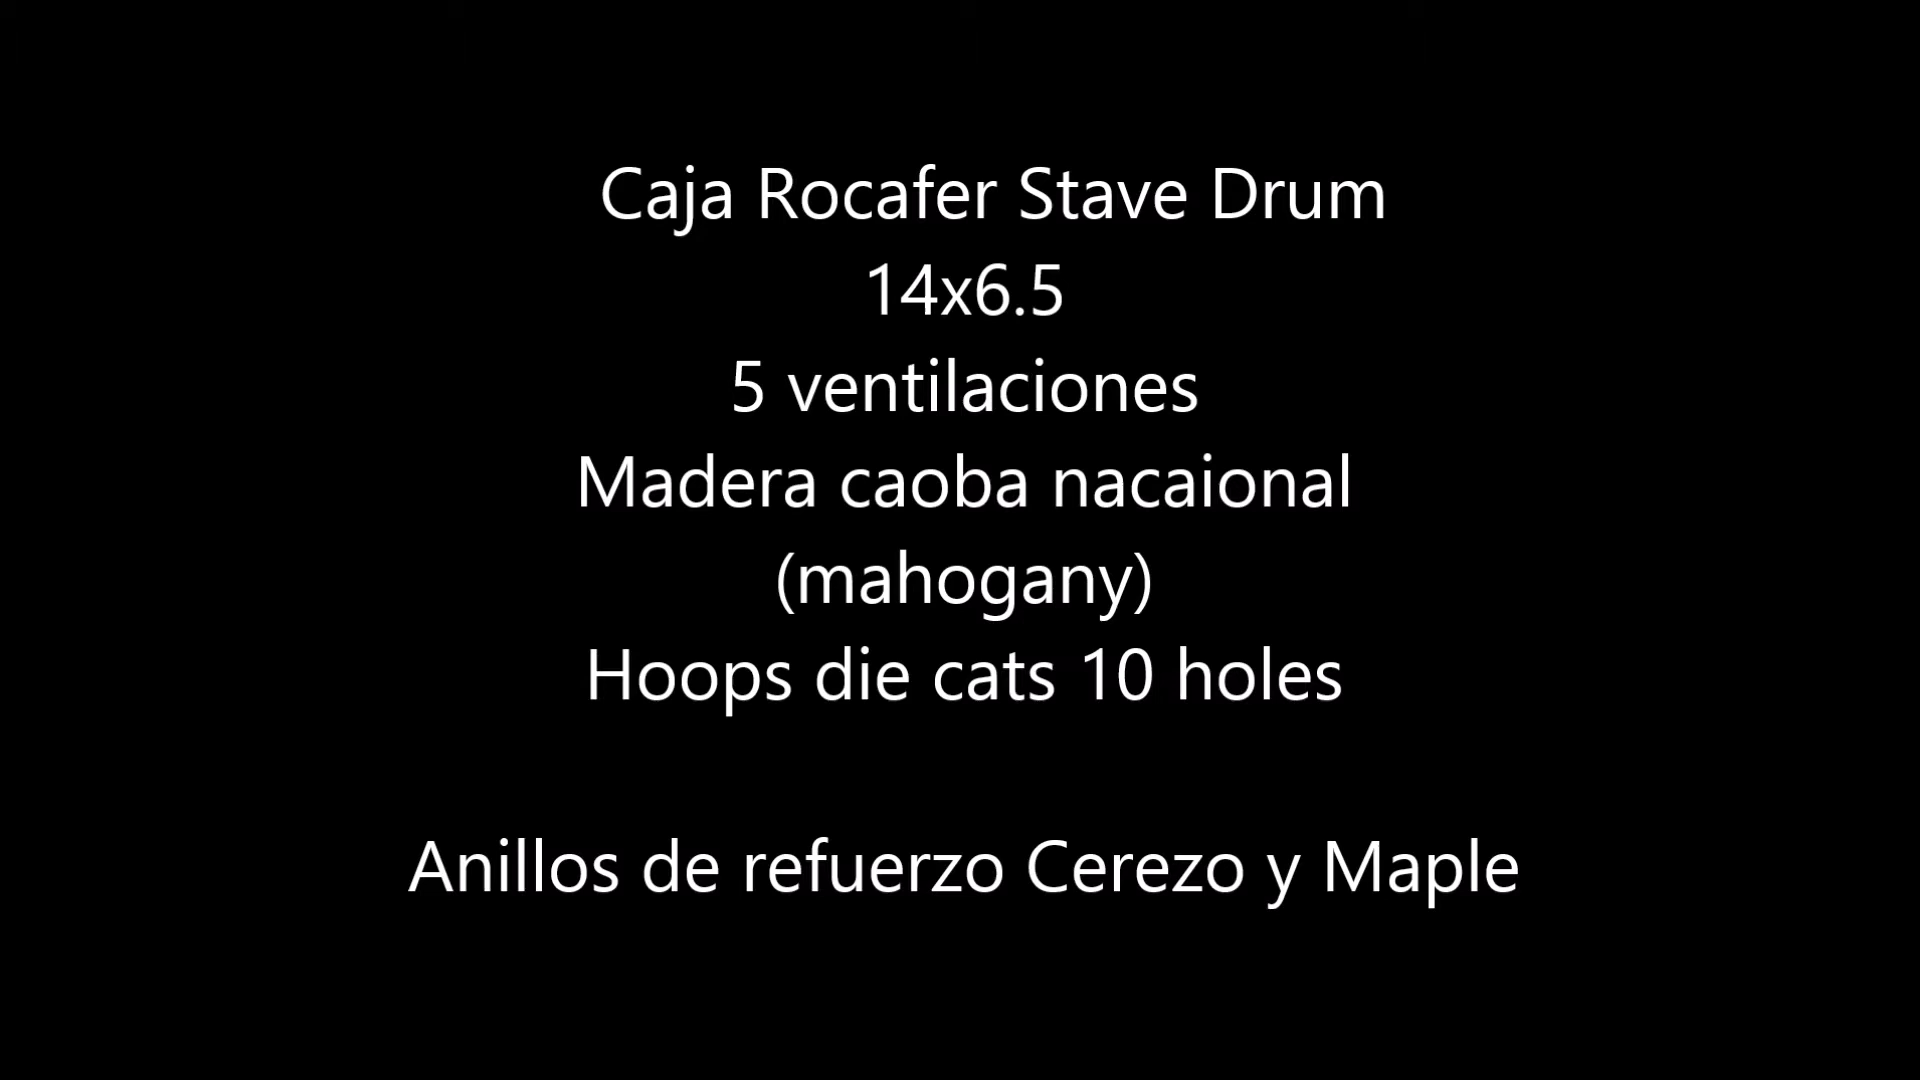 Caja Rocafer Stave Drum
14x6.5
5 ventilaciones
Madera caoba nacaional
(mahogany)
Hoops die cats 10 holes
Anillos de refuerzo Cerezo y Maple